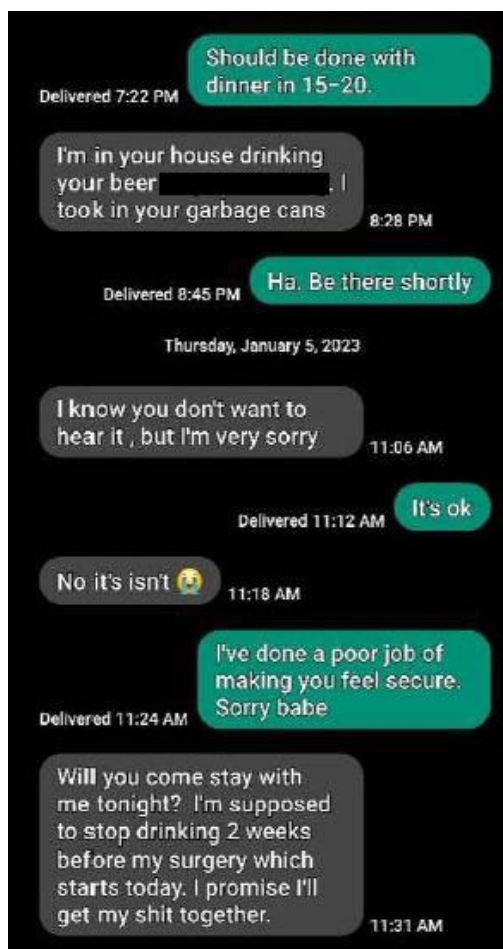 Should be done with
dinner in 15-20.
Delivered 7:22 PM
I'm in your house drinking
your beer . I
took in your garbage cans
8:28 PM
Ha. Be there shortly
Delivered 8:45 PM
Thursday, January 5, 2023
I know you don't want to
hear it , but I'm very sorry
11:06 AM
It's ok
Delivered 11:12 AM
No it's isn't 😭
11:18 AM
I've done a poor job of
making you feel secure.
Sorry babe
Delivered 11:24 AM
Will you come stay with
me tonight? I'm supposed
to stop drinking 2 weeks
before my surgery which
starts today. I promise I'll
get my shit together.
11:31 AM